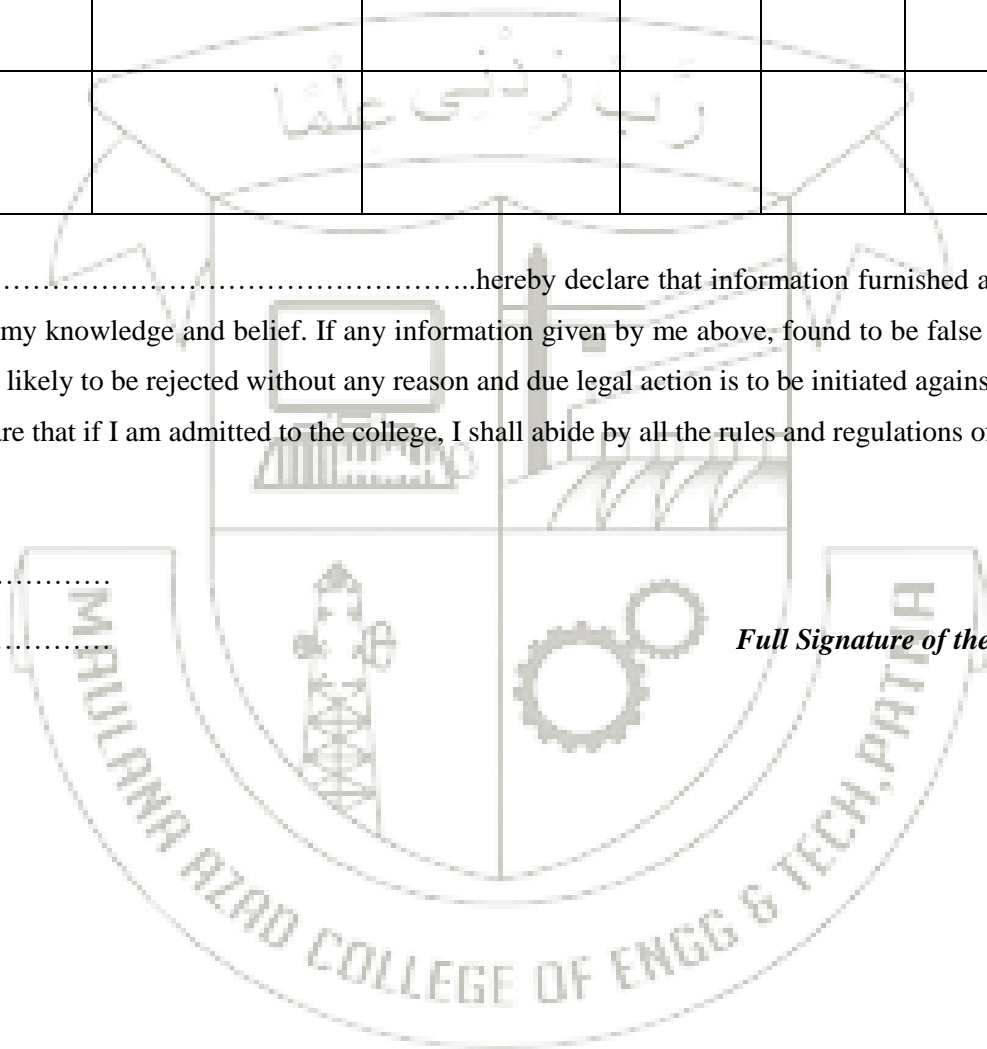 رَبِّ زِدْنِی عِلْمًا
………………………………………………..hereby declare that information furnished a
my knowledge and belief. If any information given by me above, found to be false
likely to be rejected without any reason and due legal action is to be initiated agains
are that if I am admitted to the college, I shall abide by all the rules and regulations of
…………
…………
Full Signature of the
MAULANA AZAD COLLEGE OF ENGG & TECH,PATNA